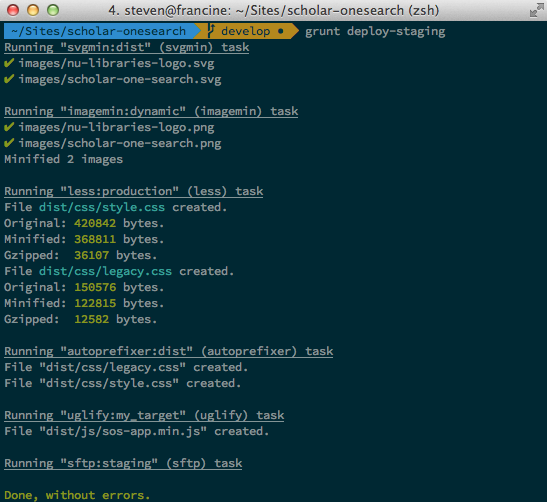 4. steven@francine: ~/Sites/scholar-onesearch (zsh)
~/Sites/scholar-onesearch develop ● grunt deploy-staging
Running "svgmin:dist" (svgmin) task
✔ images/nu-libraries-logo.svg
✔ images/scholar-onesearch.svg
Running "imagemin:dynamic" (imagemin) task
✔ images/nu-libraries-logo.png
✔ images/scholar-one-search.png
Minified 2 images
Running "less:production" (less) task
File dist/css/style.css created.
Original: 420842 bytes.
Minified: 368811 bytes.
Gzipped:  36107 bytes.
File dist/css/legacy.css created.
Original: 150576 bytes.
Minified: 122815 bytes.
Gzipped:  12582 bytes.
Running "autoprefixer:dist" (autoprefixer) task
File "dist/css/legacy.css" created.
File "dist/css/style.css" created.
Running "uglify:my_target" (uglify) task
File "dist/js/sos-app.min.js" created.
Running "sftp:staging" (sftp) task
Done, without errors.